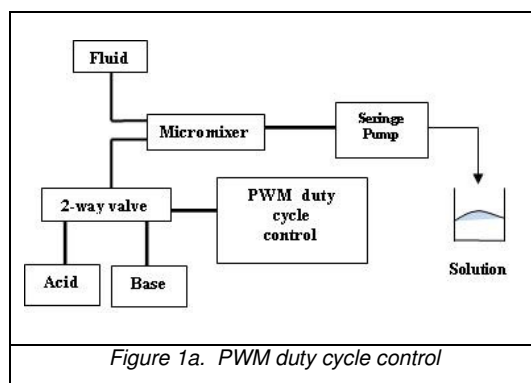 Fluid
Micromixer
Seringe
Pump
2-way valve
PWM duty
cycle
control
Acid
Base
Solution
Figure 1a. PWM duty cycle control